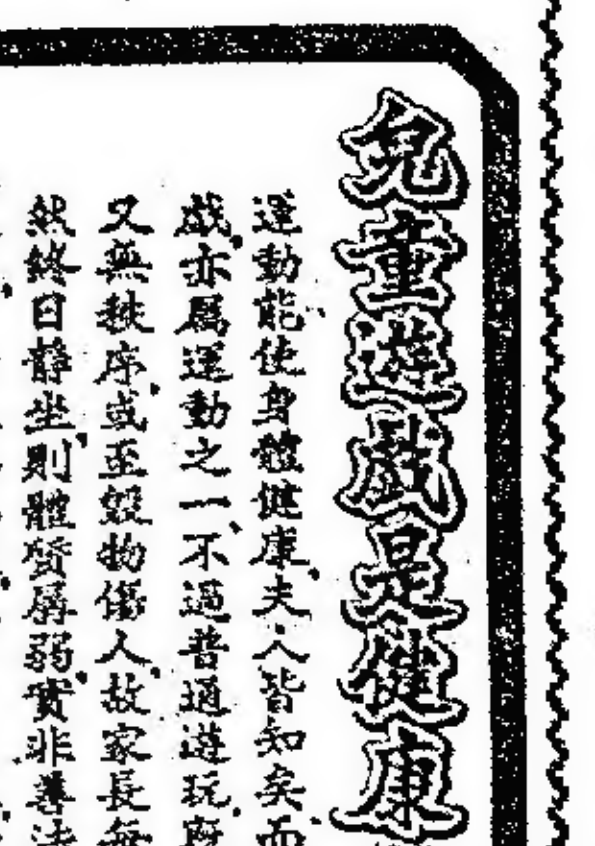 兒童遊戲是健康
運動能使身體健康、夫人皆知矣、而
戲、亦屬運動之一、不過普通遊玩、
又無秩序、或至毀物傷人、故家長每
然終日靜坐、則體質孱弱、實非善法